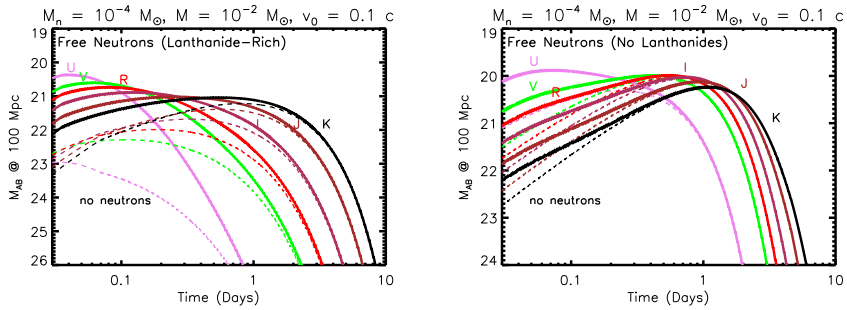 M_n = 10^-4 M_⊙, M = 10^-2 M_⊙, v_0 = 0.1 c
Free Neutrons (Lanthanide-Rich)
U
V
R
I
J
K
no neutrons
19
20
21
22
23
24
25
26
M_AB @ 100 Mpc
0.1
1
10
Time (Days)
M_n = 10^-4 M_⊙, M = 10^-2 M_⊙, v_0 = 0.1 c
Free Neutrons (No Lanthanides)
U
I
V
R
J
K
no neutrons
19
20
21
22
23
24
M_AB @ 100 Mpc
0.1
1
10
Time (Days)